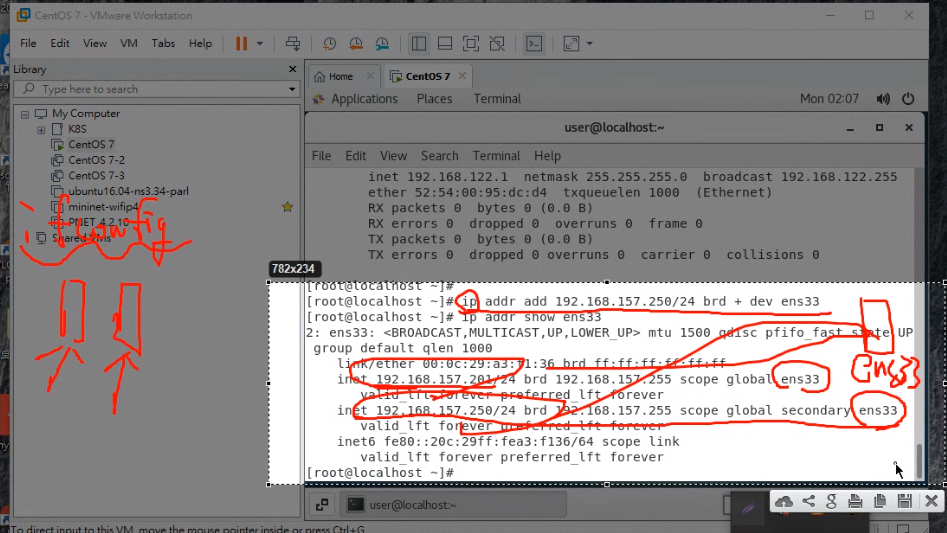 CentOS 7 - VMware Workstation
File Edit View VM Tabs Help
Library
Type here to search
My Computer
K8S
CentOS 7
CentOS 7-2
CentOS 7-3
ubuntu16.04-ns3.34-parl
mininet-wifip4
PNET_4.2.10
Shared VMs
ifconfig
Home CentOS 7
Applications Places Terminal Mon 02:07
user@localhost:~
File Edit View Search Terminal Help
inet 192.168.122.1 netmask 255.255.255.0 broadcast 192.168.122.255
ether 52:54:00:95:dc:d4 txqueuelen 1000 (Ethernet)
RX packets 0 bytes 0 (0.0 B)
RX errors 0 dropped 0 overruns 0 frame 0
TX packets 0 bytes 0 (0.0 B)
TX errors 0 dropped 0 overruns 0 carrier 0 collisions 0
782x234
[root@localhost ~]#
[root@localhost ~]# ip addr add 192.168.157.250/24 brd + dev ens33
[root@localhost ~]# ip addr show ens33
2: ens33: <BROADCAST,MULTICAST,UP,LOWER_UP> mtu 1500 qdisc pfifo_fast state UP
group default qlen 1000
link/ether 00:0c:29:a3:f1:36 brd ff:ff:ff:ff:ff:ff
ens33
inet 192.168.157.201/24 brd 192.168.157.255 scope global ens33
valid_lft forever preferred_lft forever
inet 192.168.157.250/24 brd 192.168.157.255 scope global secondary ens33
valid_lft forever preferred_lft forever
inet6 fe80::20c:29ff:fea3:f136/64 scope link
valid_lft forever preferred_lft forever
[root@localhost ~]#
user@localhost:~
To direct input to this VM, move the mouse pointer inside or press Ctrl+G.